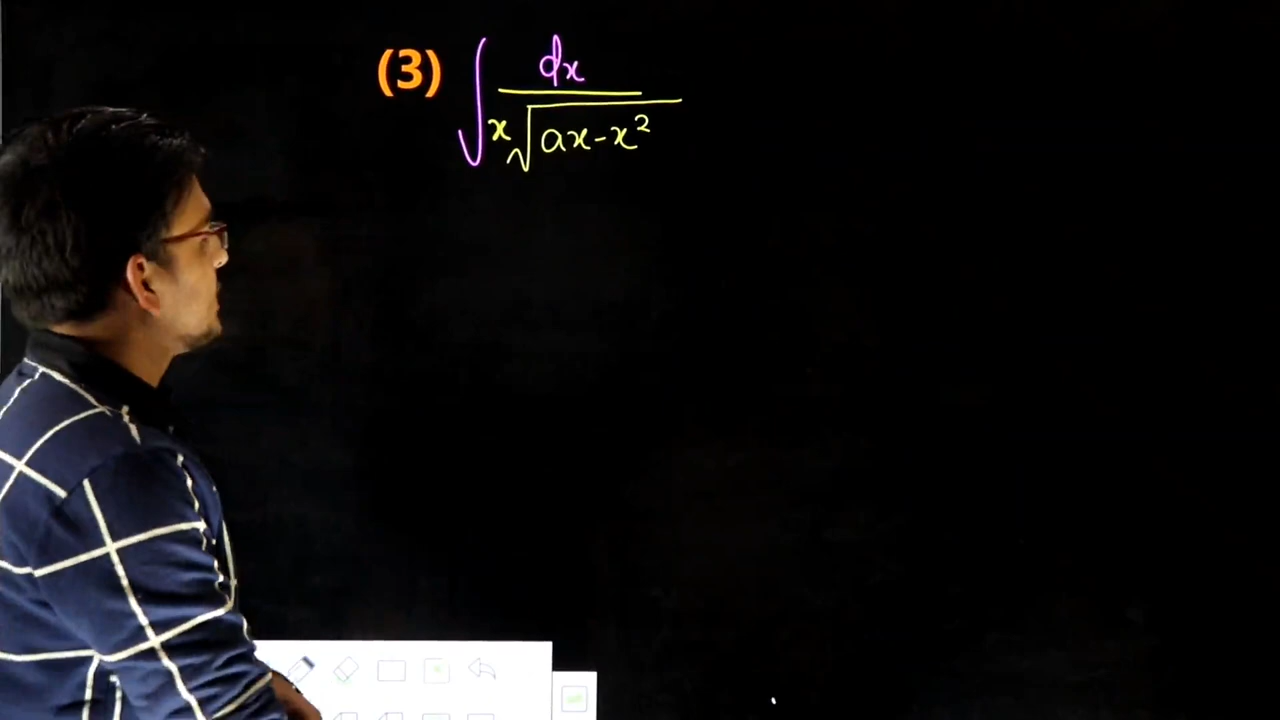 (3) ∫ dx / x√(ax-x²)